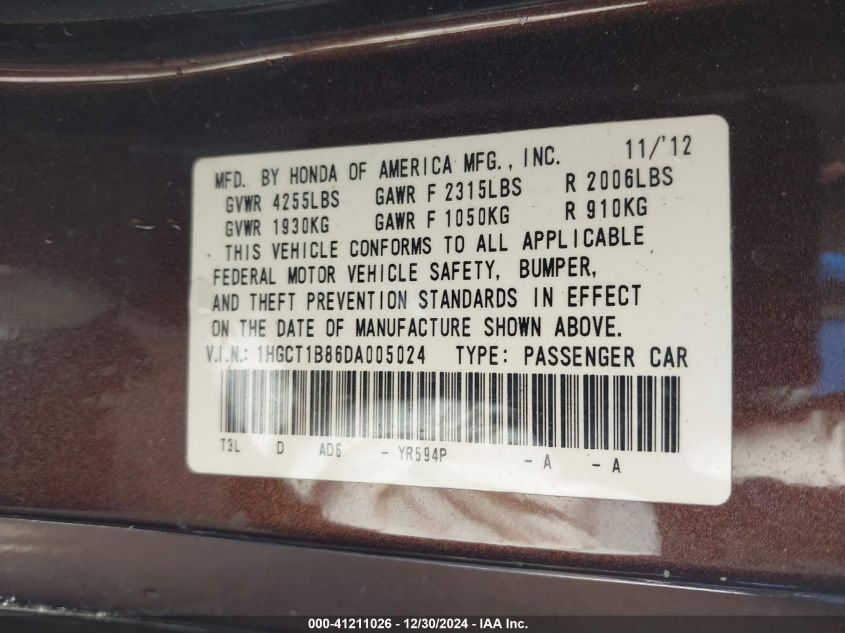 MFD. BY HONDA OF AMERICA MFG., INC. 11/'12
GVWR 4255LBS GAWR F 2315LBS R 2006LBS
GVWR 1930KG GAWR F 1050KG R 910KG
THIS VEHICLE CONFORMS TO ALL APPLICABLE
FEDERAL MOTOR VEHICLE SAFETY, BUMPER,
AND THEFT PREVENTION STANDARDS IN EFFECT
ON THE DATE OF MANUFACTURE SHOWN ABOVE.
V.I.N.: 1HGCT1B86DA005024 TYPE: PASSENGER CAR
T3L D AD6 - YR594P - A - A
000-41211026 - 12/30/2024 - IAA Inc.